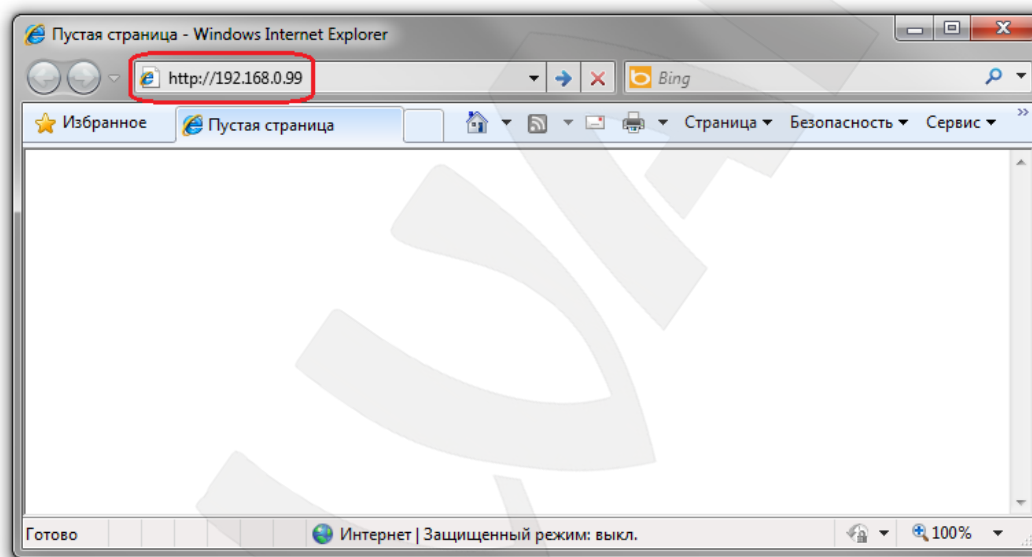 Пустая страница - Windows Internet Explorer
http://192.168.0.99 Bing
Избранное Пустая страница Страница Безопасность Сервис »
Готово Интернет | Защищенный режим: выкл. 100%